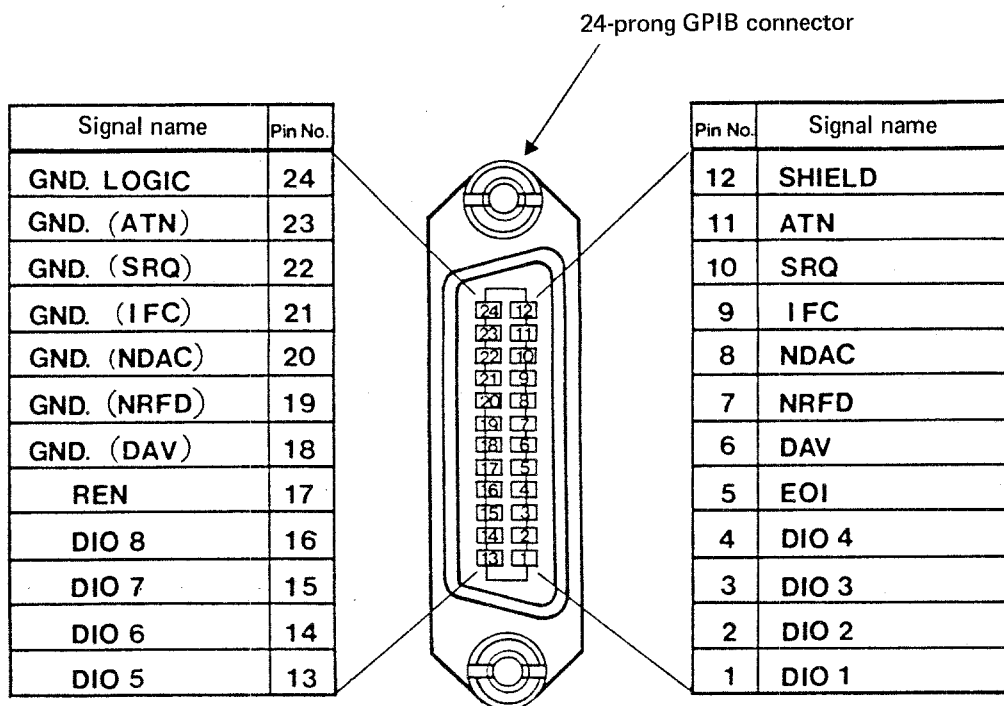 24-prong GPIB connector
Signal name Pin No.
GND. LOGIC 24
GND. (ATN) 23
GND. (SRQ) 22
GND. (IFC) 21
GND. (NDAC) 20
GND. (NRFD) 19
GND. (DAV) 18
REN 17
DIO 8 16
DIO 7 15
DIO 6 14
DIO 5 13
24 12
23 11
22 10
21 9
20 8
19 7
18 6
17 5
16 4
15 3
14 2
13 1
Pin No. Signal name
12 SHIELD
11 ATN
10 SRQ
9 IFC
8 NDAC
7 NRFD
6 DAV
5 EOI
4 DIO 4
3 DIO 3
2 DIO 2
1 DIO 1